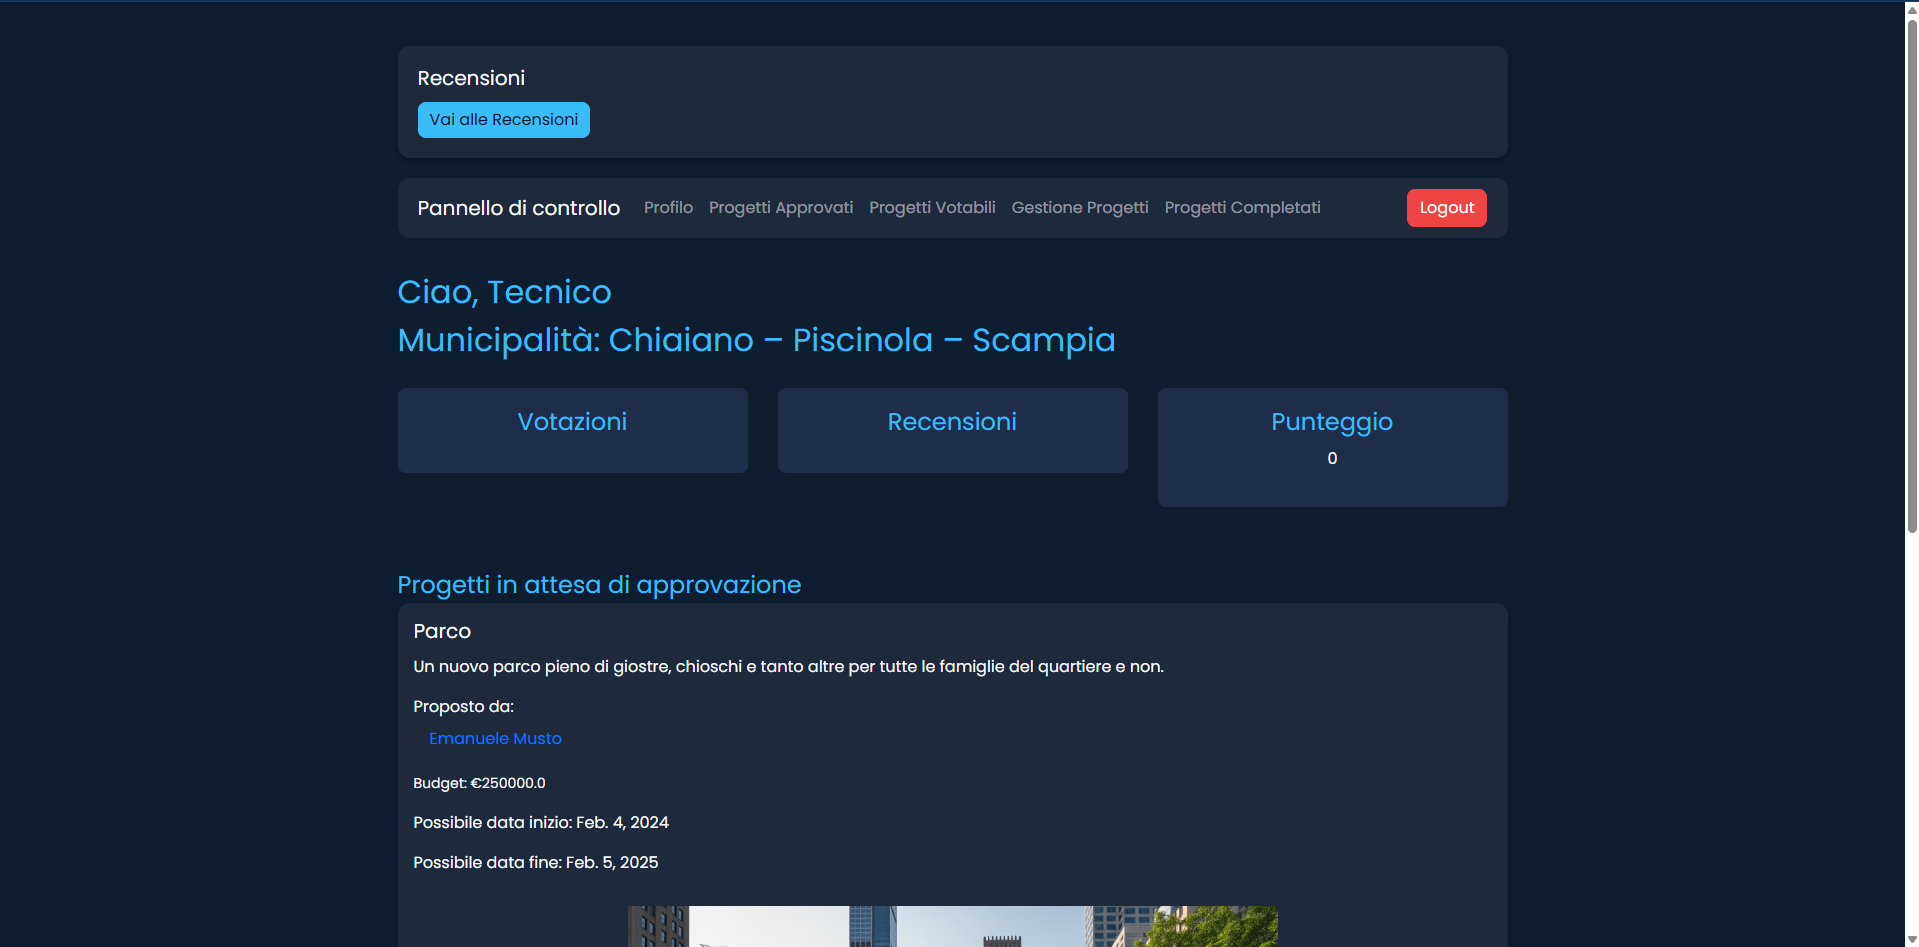 Recensioni
Vai alle Recensioni
Pannello di controllo Profilo Progetti Approvati Progetti Votabili Gestione Progetti Progetti Completati Logout
Ciao, Tecnico
Municipalità: Chiaiano – Piscinola – Scampia
Votazioni Recensioni Punteggio
0
Progetti in attesa di approvazione
Parco
Un nuovo parco pieno di giostre, chioschi e tanto altre per tutte le famiglie del quartiere e non.
Proposto da:
Emanuele Musto
Budget: €250000.0
Possibile data inizio: Feb. 4, 2024
Possibile data fine: Feb. 5, 2025